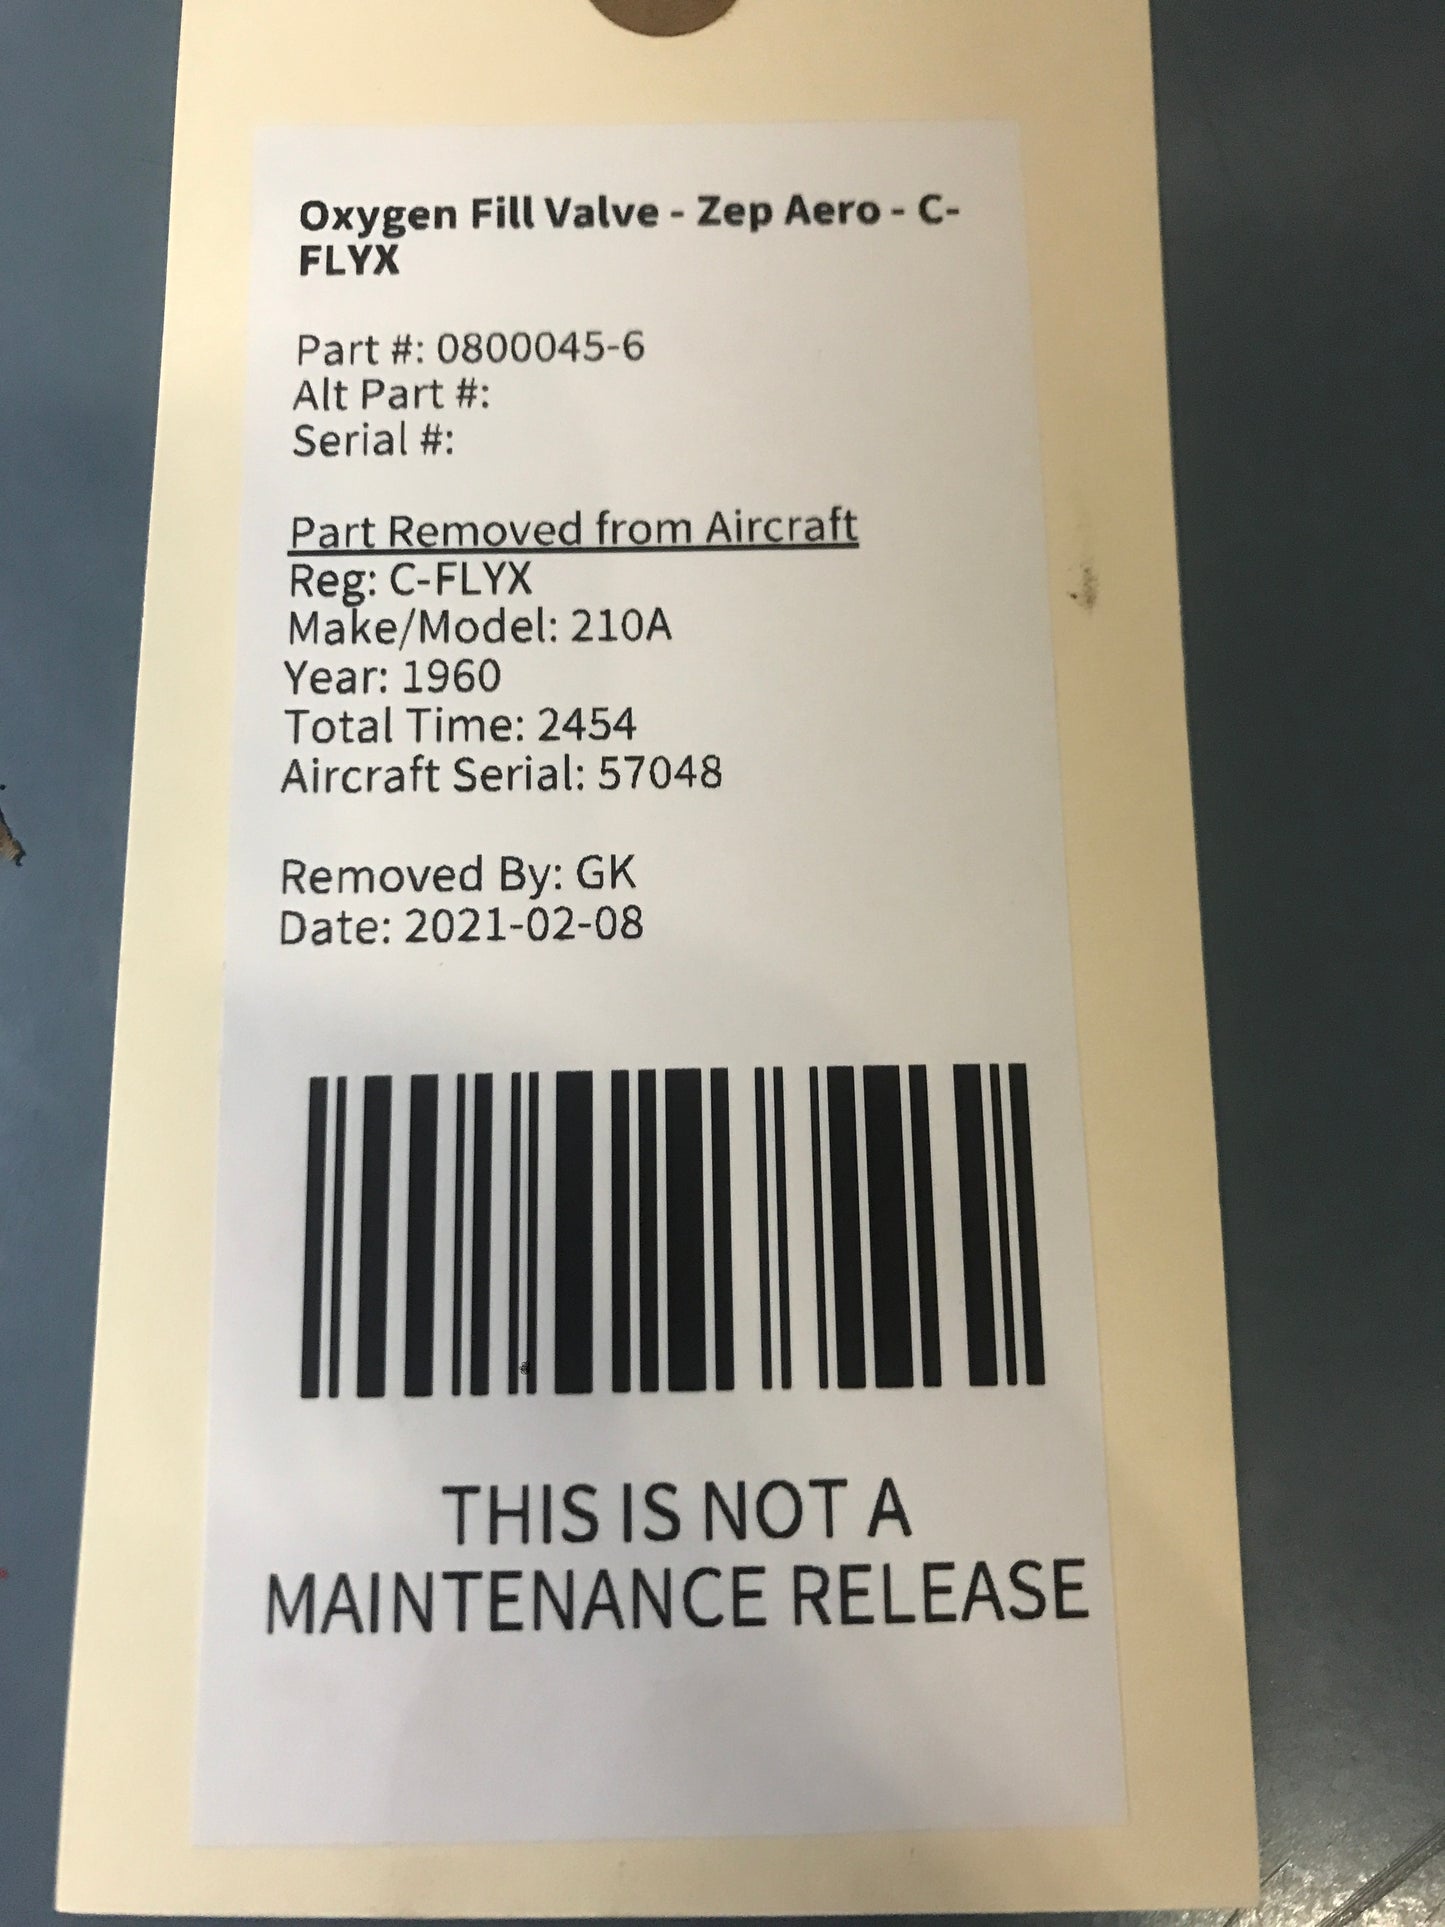 Oxygen Fill Valve - Zep Aero - C-
FLYX
Part #: 0800045-6
Alt Part #:
Serial #:
Part Removed from Aircraft
Reg: C-FLYX
Make/Model: 210A
Year: 1960
Total Time: 2454
Aircraft Serial: 57048
Removed By: GK
Date: 2021-02-08
THIS IS NOT A
MAINTENANCE RELEASE